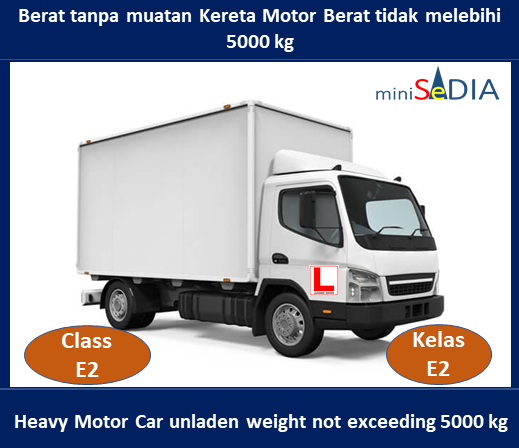 Berat tanpa muatan Kereta Motor Berat tidak melebihi
5000 kg
miniSeDIA
L
Class
E2
Kelas
E2
Heavy Motor Car unladen weight not exceeding 5000 kg